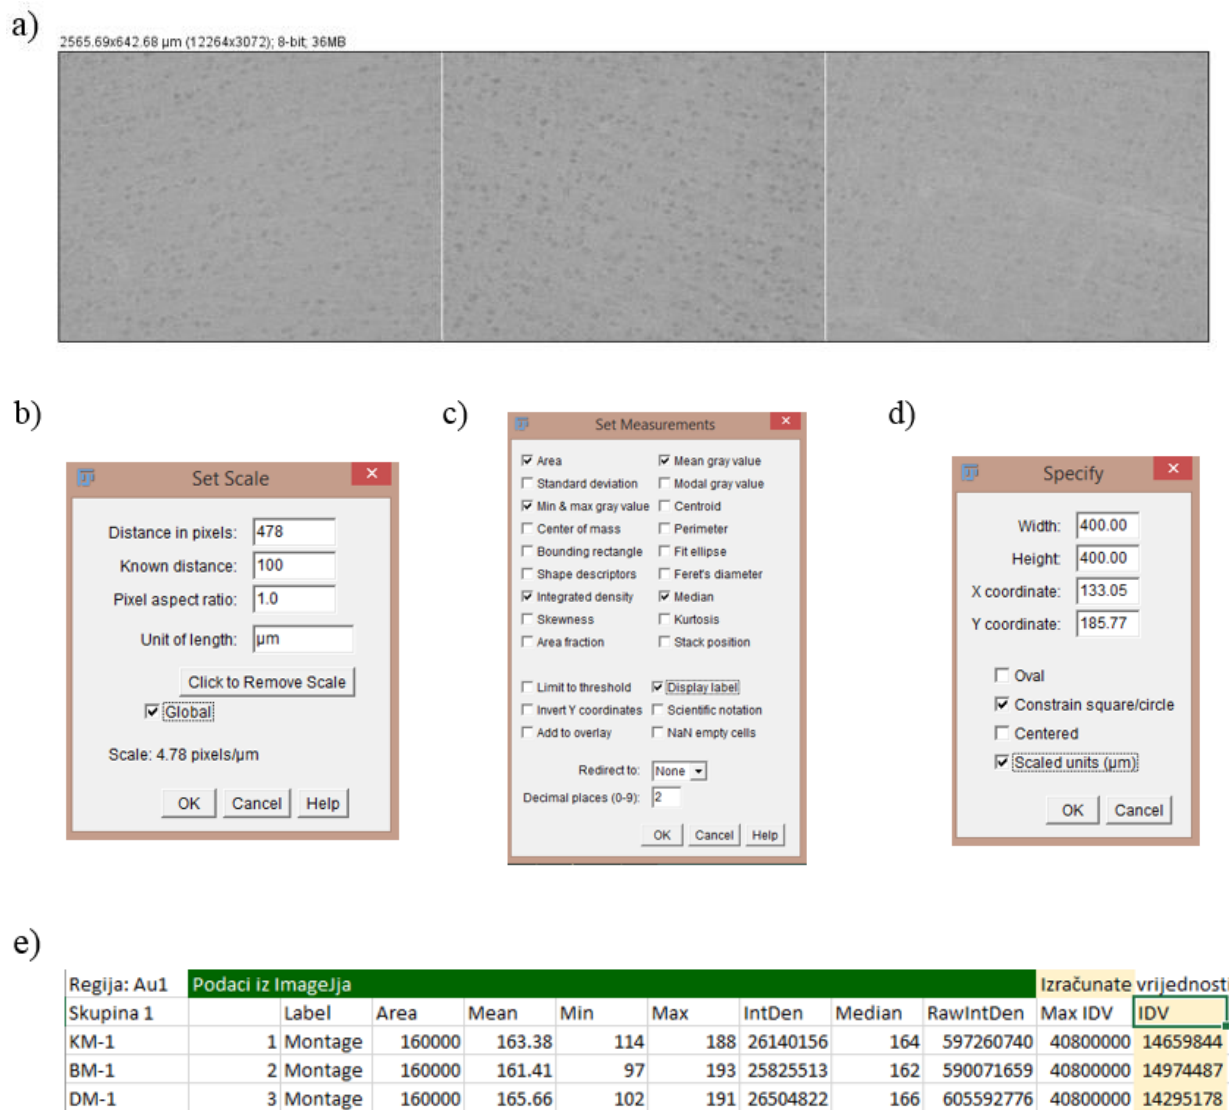 a)
2565.69x642.68 µm (12264x3072); 8-bit; 36MB
b)
Set Scale
Distance in pixels: 478
Known distance: 100
Pixel aspect ratio: 1.0
Unit of length: µm
Click to Remove Scale
Global
Scale: 4.78 pixels/µm
OK Cancel Help
c)
Set Measurements
Area Mean gray value
Standard deviation Modal gray value
Min & max gray value Centroid
Center of mass Perimeter
Bounding rectangle Fit ellipse
Shape descriptors Feret's diameter
Integrated density Median
Skewness Kurtosis
Area fraction Stack position
Limit to threshold Display label
Invert Y coordinates Scientific notation
Add to overlay NaN empty cells
Redirect to: None
Decimal places (0-9): 2
OK Cancel Help
d)
Specify
Width: 400.00
Height: 400.00
X coordinate: 133.05
Y coordinate: 185.77
Oval
Constrain square/circle
Centered
Scaled units (µm)
OK Cancel
e)
Regija: Au1 Podaci iz ImageJja Izračunate vrijednosti
Skupina 1 Label Area Mean Min Max IntDen Median RawIntDen Max IDV IDV
KM-1 1 Montage 160000 163.38 114 188 26140156 164 597260740 40800000 14659844
BM-1 2 Montage 160000 161.41 97 193 25825513 162 590071659 40800000 14974487
DM-1 3 Montage 160000 165.66 102 191 26504822 166 605592776 40800000 14295178